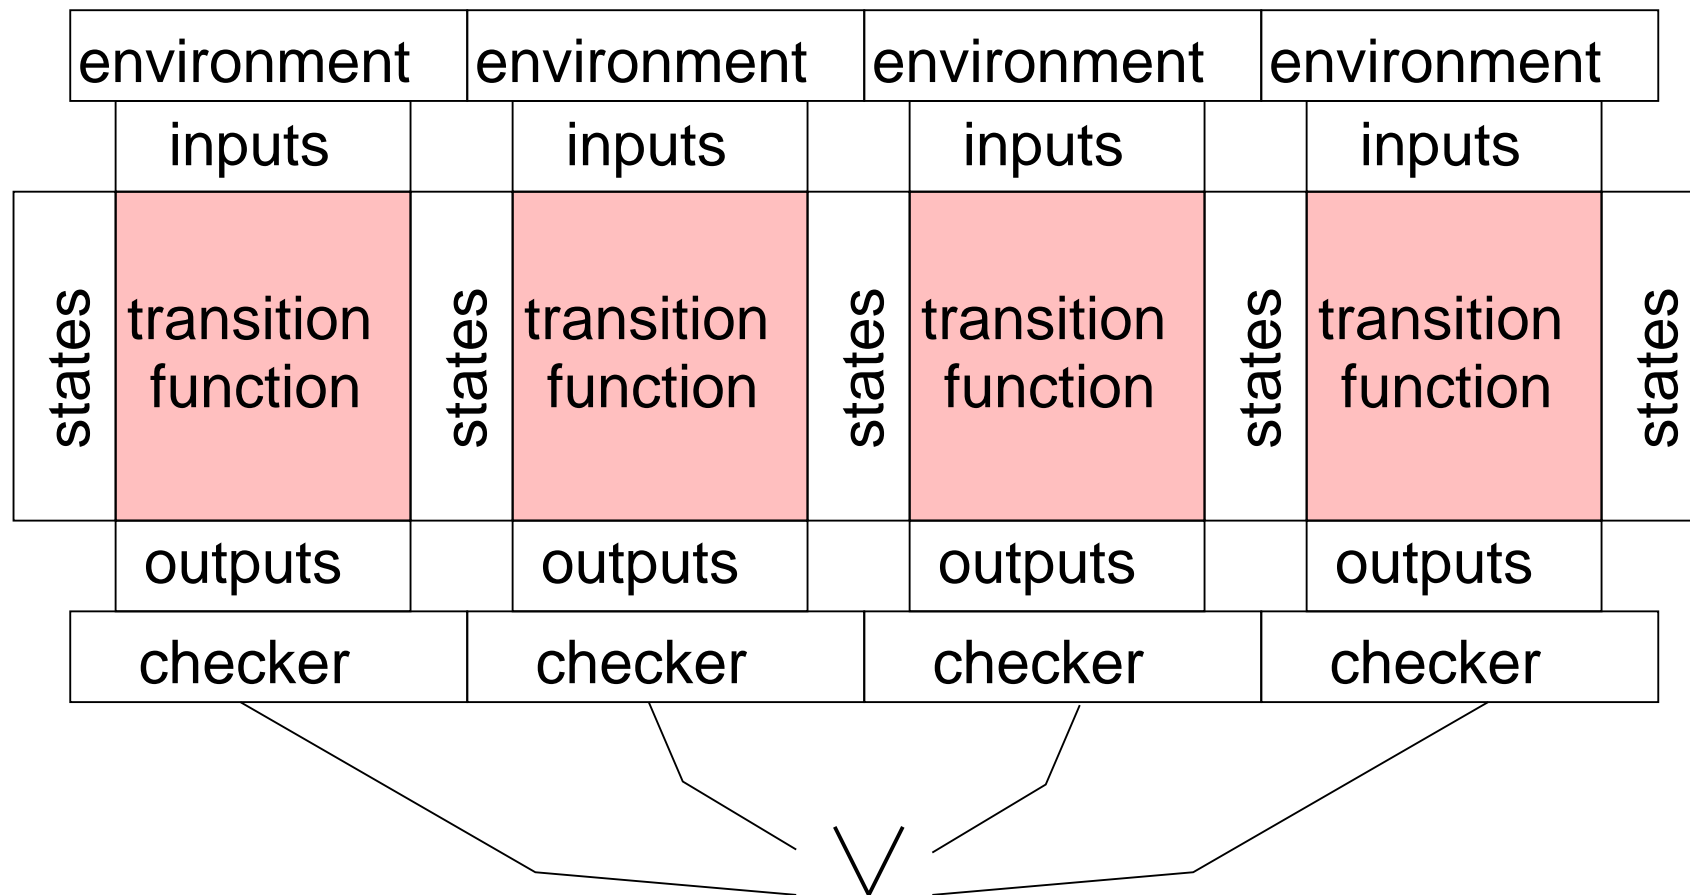 environment environment environment environment
inputs inputs inputs inputs
states transition function states transition function states transition function states transition function states
outputs outputs outputs outputs
checker checker checker checker
∨